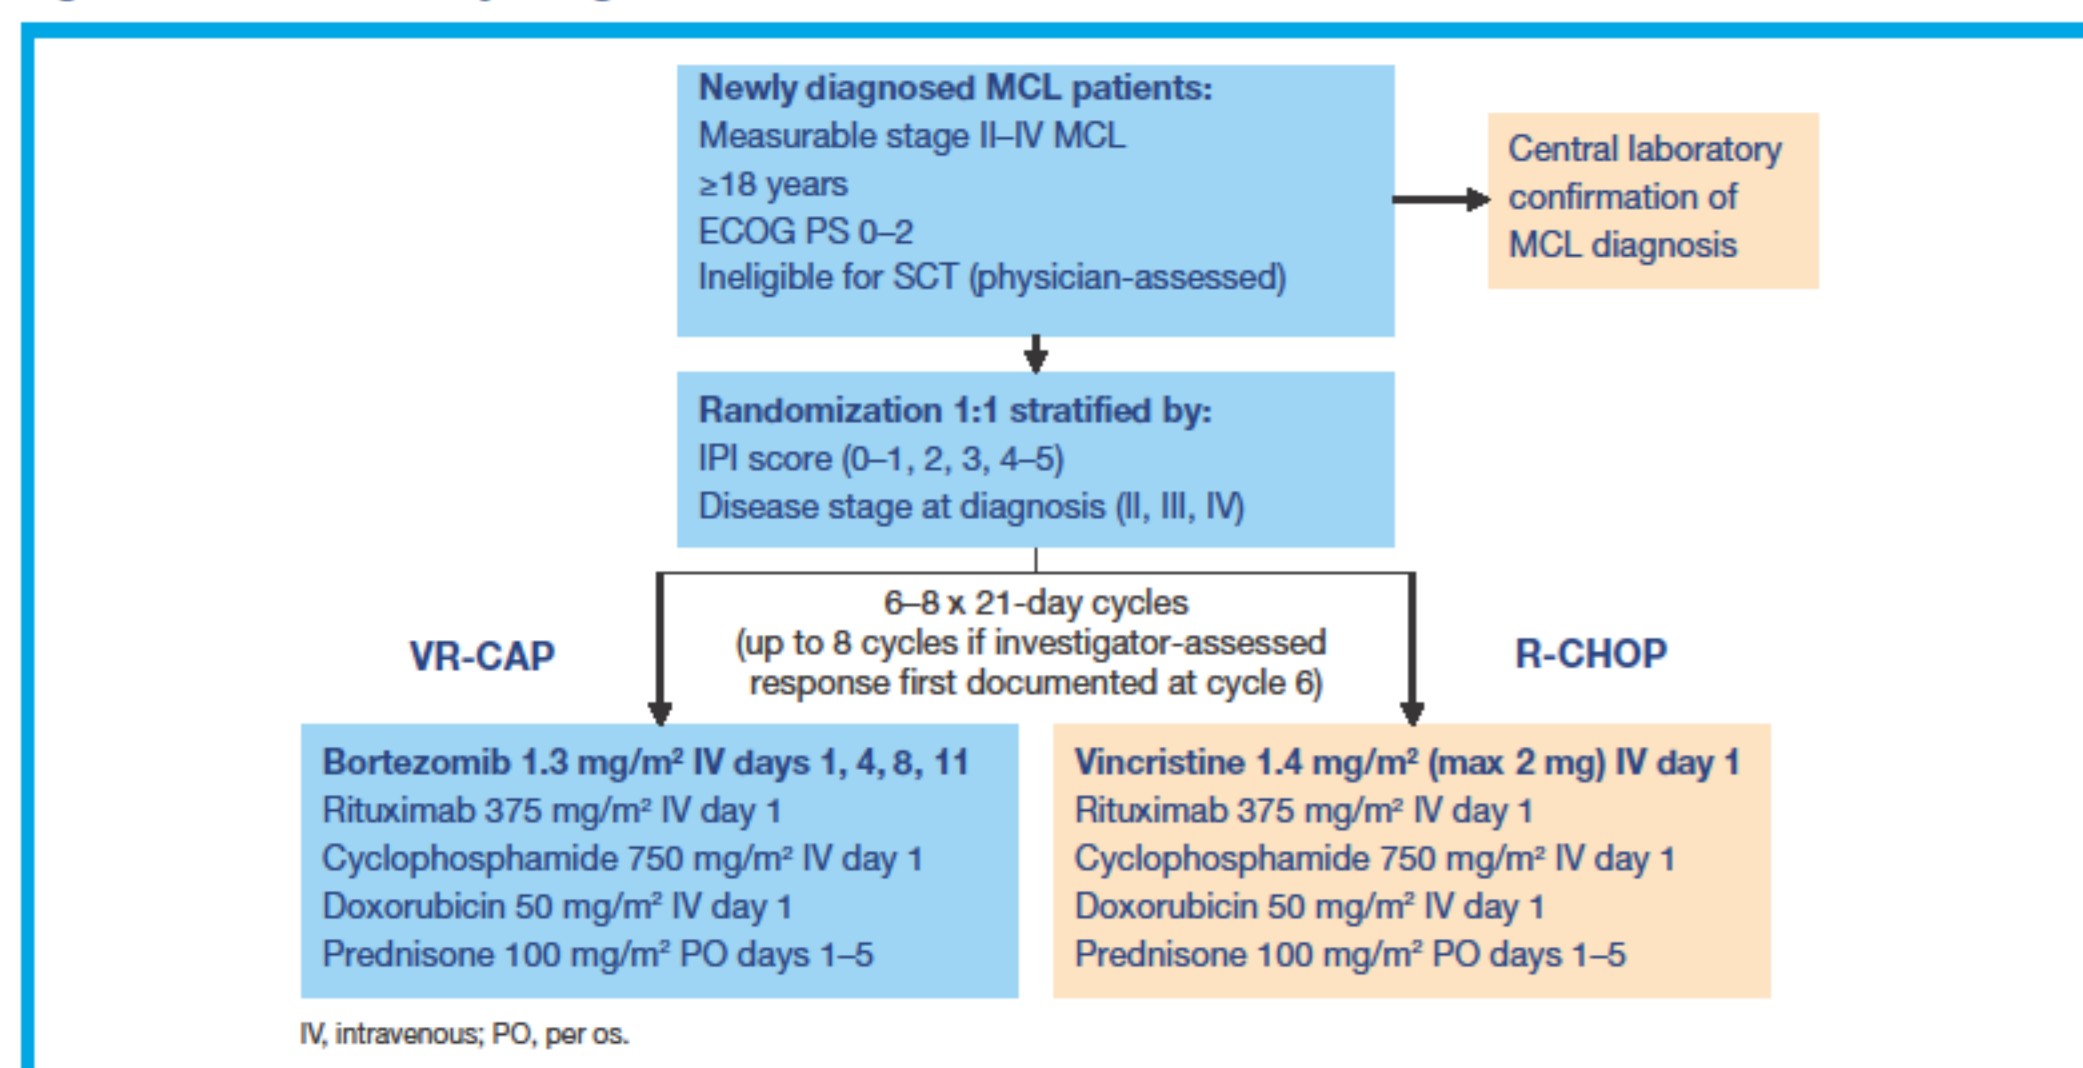 Newly diagnosed MCL patients:
Measurable stage II–IV MCL
≥18 years
ECOG PS 0–2
Ineligible for SCT (physician-assessed)
Central laboratory
confirmation of
MCL diagnosis
Randomization 1:1 stratified by:
IPI score (0–1, 2, 3, 4–5)
Disease stage at diagnosis (II, III, IV)
6–8 x 21-day cycles
(up to 8 cycles if investigator-assessed
response first documented at cycle 6)
VR-CAP
R-CHOP
Bortezomib 1.3 mg/m² IV days 1, 4, 8, 11
Rituximab 375 mg/m² IV day 1
Cyclophosphamide 750 mg/m² IV day 1
Doxorubicin 50 mg/m² IV day 1
Prednisone 100 mg/m² PO days 1–5
Vincristine 1.4 mg/m² (max 2 mg) IV day 1
Rituximab 375 mg/m² IV day 1
Cyclophosphamide 750 mg/m² IV day 1
Doxorubicin 50 mg/m² IV day 1
Prednisone 100 mg/m² PO days 1–5
IV, intravenous; PO, per os.